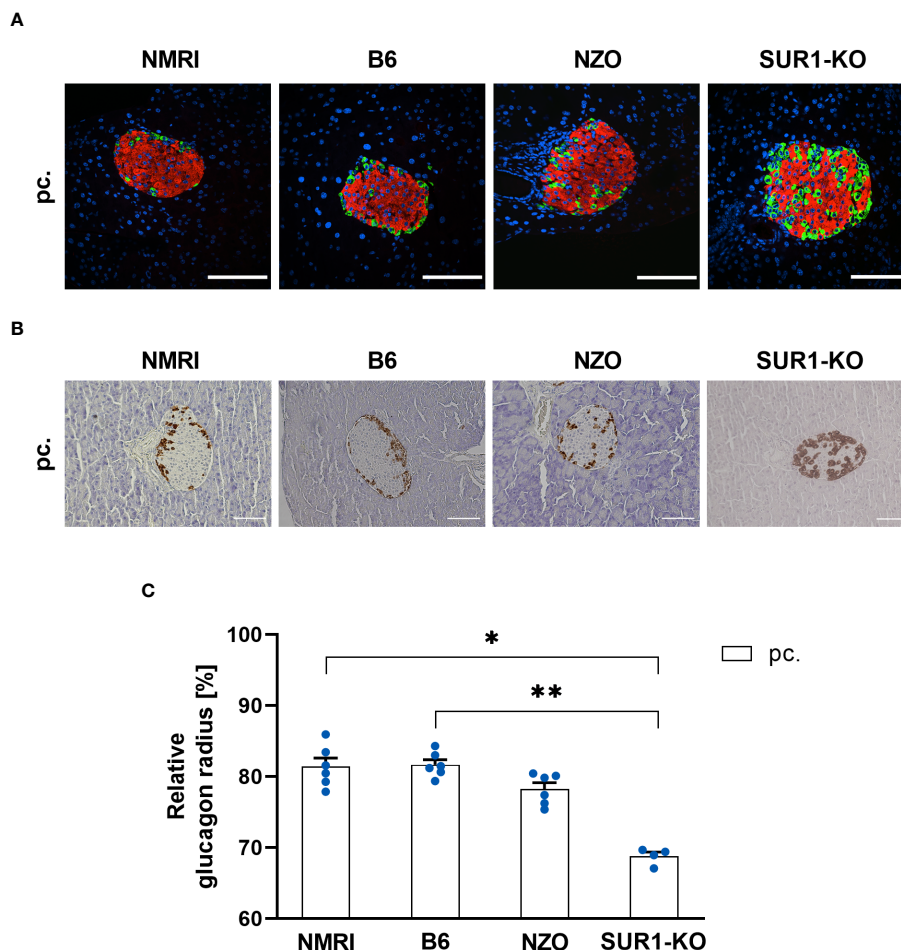 A
NMRI B6 NZO SUR1-KO
pc.
B
NMRI B6 NZO SUR1-KO
pc.
C
Relative
glucagon radius [%]
100
90
80
70
60
*
**
pc.
NMRI B6 NZO SUR1-KO